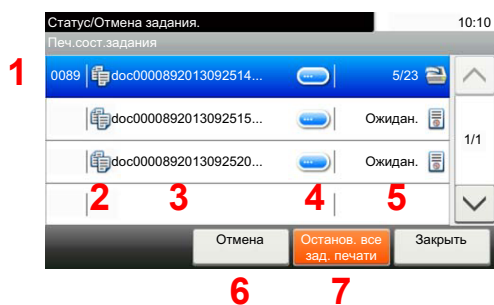 Статус/Отмена задания. 10:10
Печ.сост.задания
1
0089 doc0000892013092514... 5/23
doc0000892013092515... Ожидан.
1/1
doc0000892013092520... Ожидан.
2 3 4 5
Отмена Останов. все зад. печати Закрыть
6 7